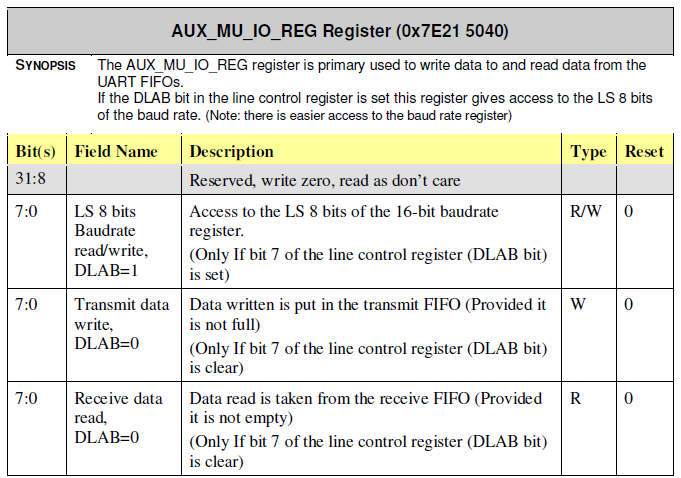 AUX_MU_IO_REG Register (0x7E21 5040)
SYNOPSIS The AUX_MU_IO_REG register is primary used to write data to and read data from the
UART FIFOs.
If the DLAB bit in the line control register is set this register gives access to the LS 8 bits
of the baud rate. (Note: there is easier access to the baud rate register)
Bit(s) Field Name Description Type Reset
31:8 Reserved, write zero, read as don't care
7:0 LS 8 bits Access to the LS 8 bits of the 16-bit baudrate R/W 0
Baudrate register.
read/write, (Only If bit 7 of the line control register (DLAB bit)
DLAB=1 is set)
7:0 Transmit data Data written is put in the transmit FIFO (Provided it W 0
write, is not full)
DLAB=0 (Only If bit 7 of the line control register (DLAB bit)
is clear)
7:0 Receive data Data read is taken from the receive FIFO (Provided R 0
read, it is not empty)
DLAB=0 (Only If bit 7 of the line control register (DLAB bit)
is clear)